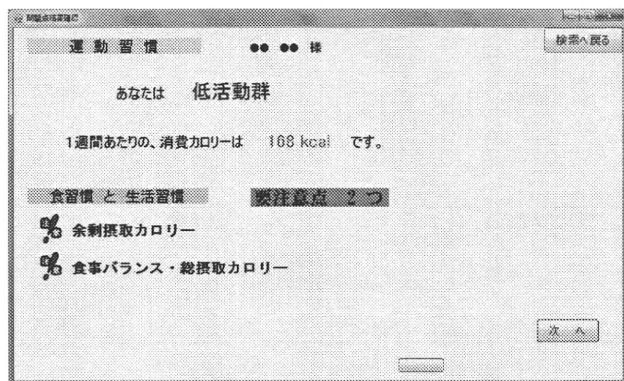 運動習慣 ●● ●● 様
検索へ戻る
あなたは 低活動群
1週間あたりの、消費カロリーは 168 kcal です。
食習慣 と 生活習慣 要注意点 2つ
余剰摂取カロリー
食事バランス・総摂取カロリー
次へ